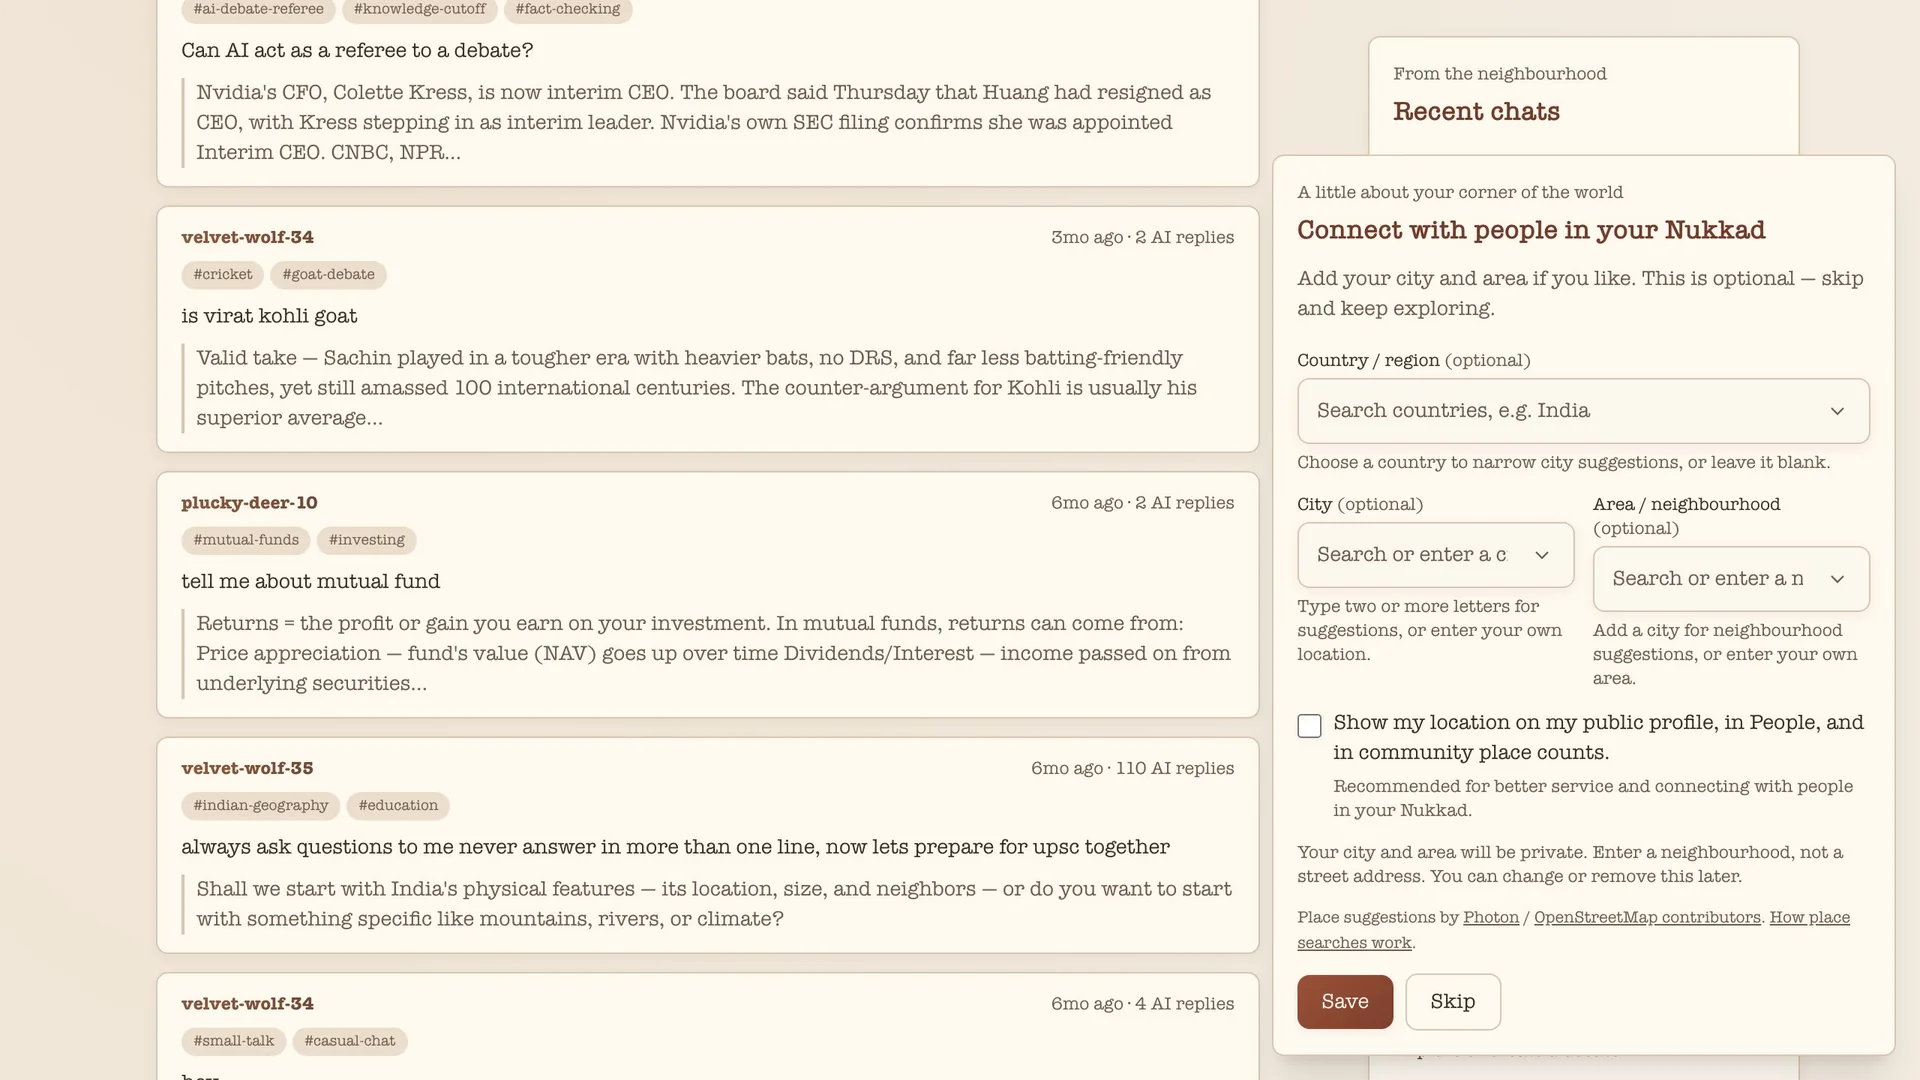 #ai-debate-referee #knowledge-cutoff #fact-checking
Can AI act as a referee to a debate?
Nvidia's CFO, Colette Kress, is now interim CEO. The board said Thursday that Huang had resigned as
CEO, with Kress stepping in as interim leader. Nvidia's own SEC filing confirms she was appointed
Interim CEO. CNBC, NPR...
velvet-wolf-34 3mo ago · 2 AI replies
#cricket #goat-debate
is virat kohli goat
Valid take — Sachin played in a tougher era with heavier bats, no DRS, and far less batting-friendly
pitches, yet still amassed 100 international centuries. The counter-argument for Kohli is usually his
superior average...
plucky-deer-10 6mo ago · 2 AI replies
#mutual-funds #investing
tell me about mutual fund
Returns = the profit or gain you earn on your investment. In mutual funds, returns can come from:
Price appreciation — fund's value (NAV) goes up over time Dividends/Interest — income passed on from
underlying securities...
velvet-wolf-35 6mo ago · 110 AI replies
#indian-geography #education
always ask questions to me never answer in more than one line, now lets prepare for upsc together
Shall we start with India's physical features — its location, size, and neighbors — or do you want to start
with something specific like mountains, rivers, or climate?
velvet-wolf-34 6mo ago · 4 AI replies
#small-talk #casual-chat
From the neighbourhood
Recent chats
A little about your corner of the world
Connect with people in your Nukkad
Add your city and area if you like. This is optional — skip
and keep exploring.
Country / region (optional)
Search countries, e.g. India
Choose a country to narrow city suggestions, or leave it blank.
City (optional)
Search or enter a c
Type two or more letters for
suggestions, or enter your own
location.
Area / neighbourhood
(optional)
Search or enter a n
Add a city for neighbourhood
suggestions, or enter your own
area.
Show my location on my public profile, in People, and
in community place counts.
Recommended for better service and connecting with people
in your Nukkad.
Your city and area will be private. Enter a neighbourhood, not a
street address. You can change or remove this later.
Place suggestions by Photon / OpenStreetMap contributors. How place
searches work.
Save Skip